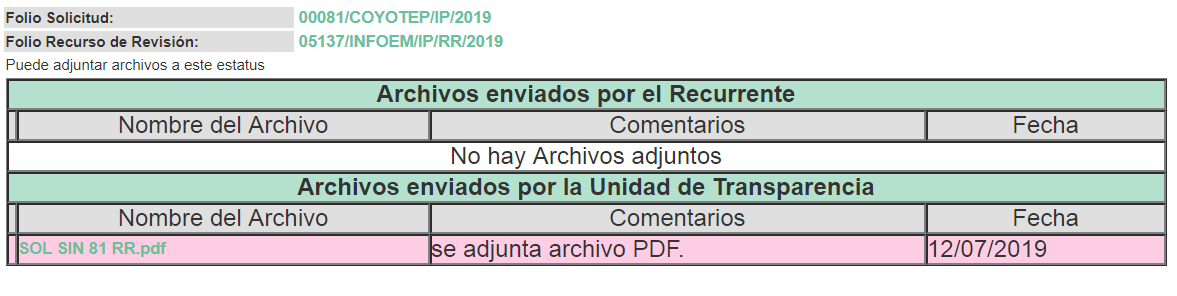 Folio Solicitud: 00081/COYOTEP/IP/2019
Folio Recurso de Revisión: 05137/INFOEM/IP/RR/2019
Puede adjuntar archivos a este estatus
Archivos enviados por el Recurrente
Nombre del Archivo Comentarios Fecha
No hay Archivos adjuntos
Archivos enviados por la Unidad de Transparencia
Nombre del Archivo Comentarios Fecha
SOL SIN 81 RR.pdf se adjunta archivo PDF. 12/07/2019